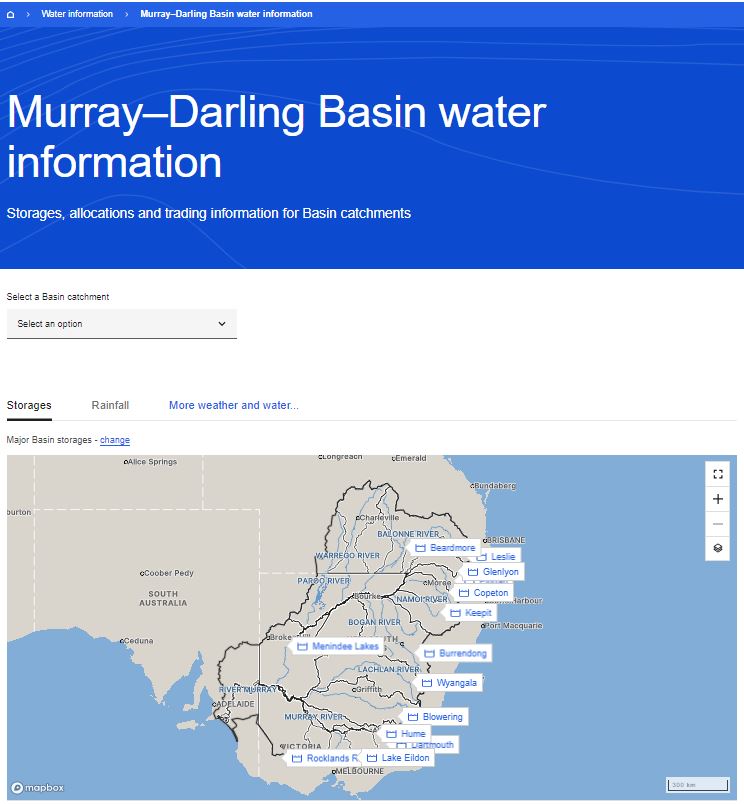 Water information
Murray–Darling Basin water information
Murray–Darling Basin water
information
Storages, allocations and trading information for Basin catchments
Select a Basin catchment
Select an option
Storages
Rainfall
More weather and water...
Major Basin storages - change
Longreach
Emerald
Alice Springs
Bundaberg
ourton
Charleville
BALONNE RIVER
BRISBANE
Beardmore
WARREGO RIVER
Leslie
Glenlyon
Coober Pedy
PAROO RIVER
Moree
Copeton
SOUTH
AUSTRALIA
Bourke
NAMOI RIVER
Harbour
Keepit
BOGAN RIVER
Port Macquarie
Ceduna
Broke
UTH
Menindee Lakes
Burrendong
LACHLAN RIVER
Wyangala
RIVER MURRAY
Griffith
ADELAIDE
MURRAY RIVER
Blowering
Hume
VICTORIA
Dartmouth
Rocklands R
Lake Eildon
MELBOURNE
mapbox
300 km